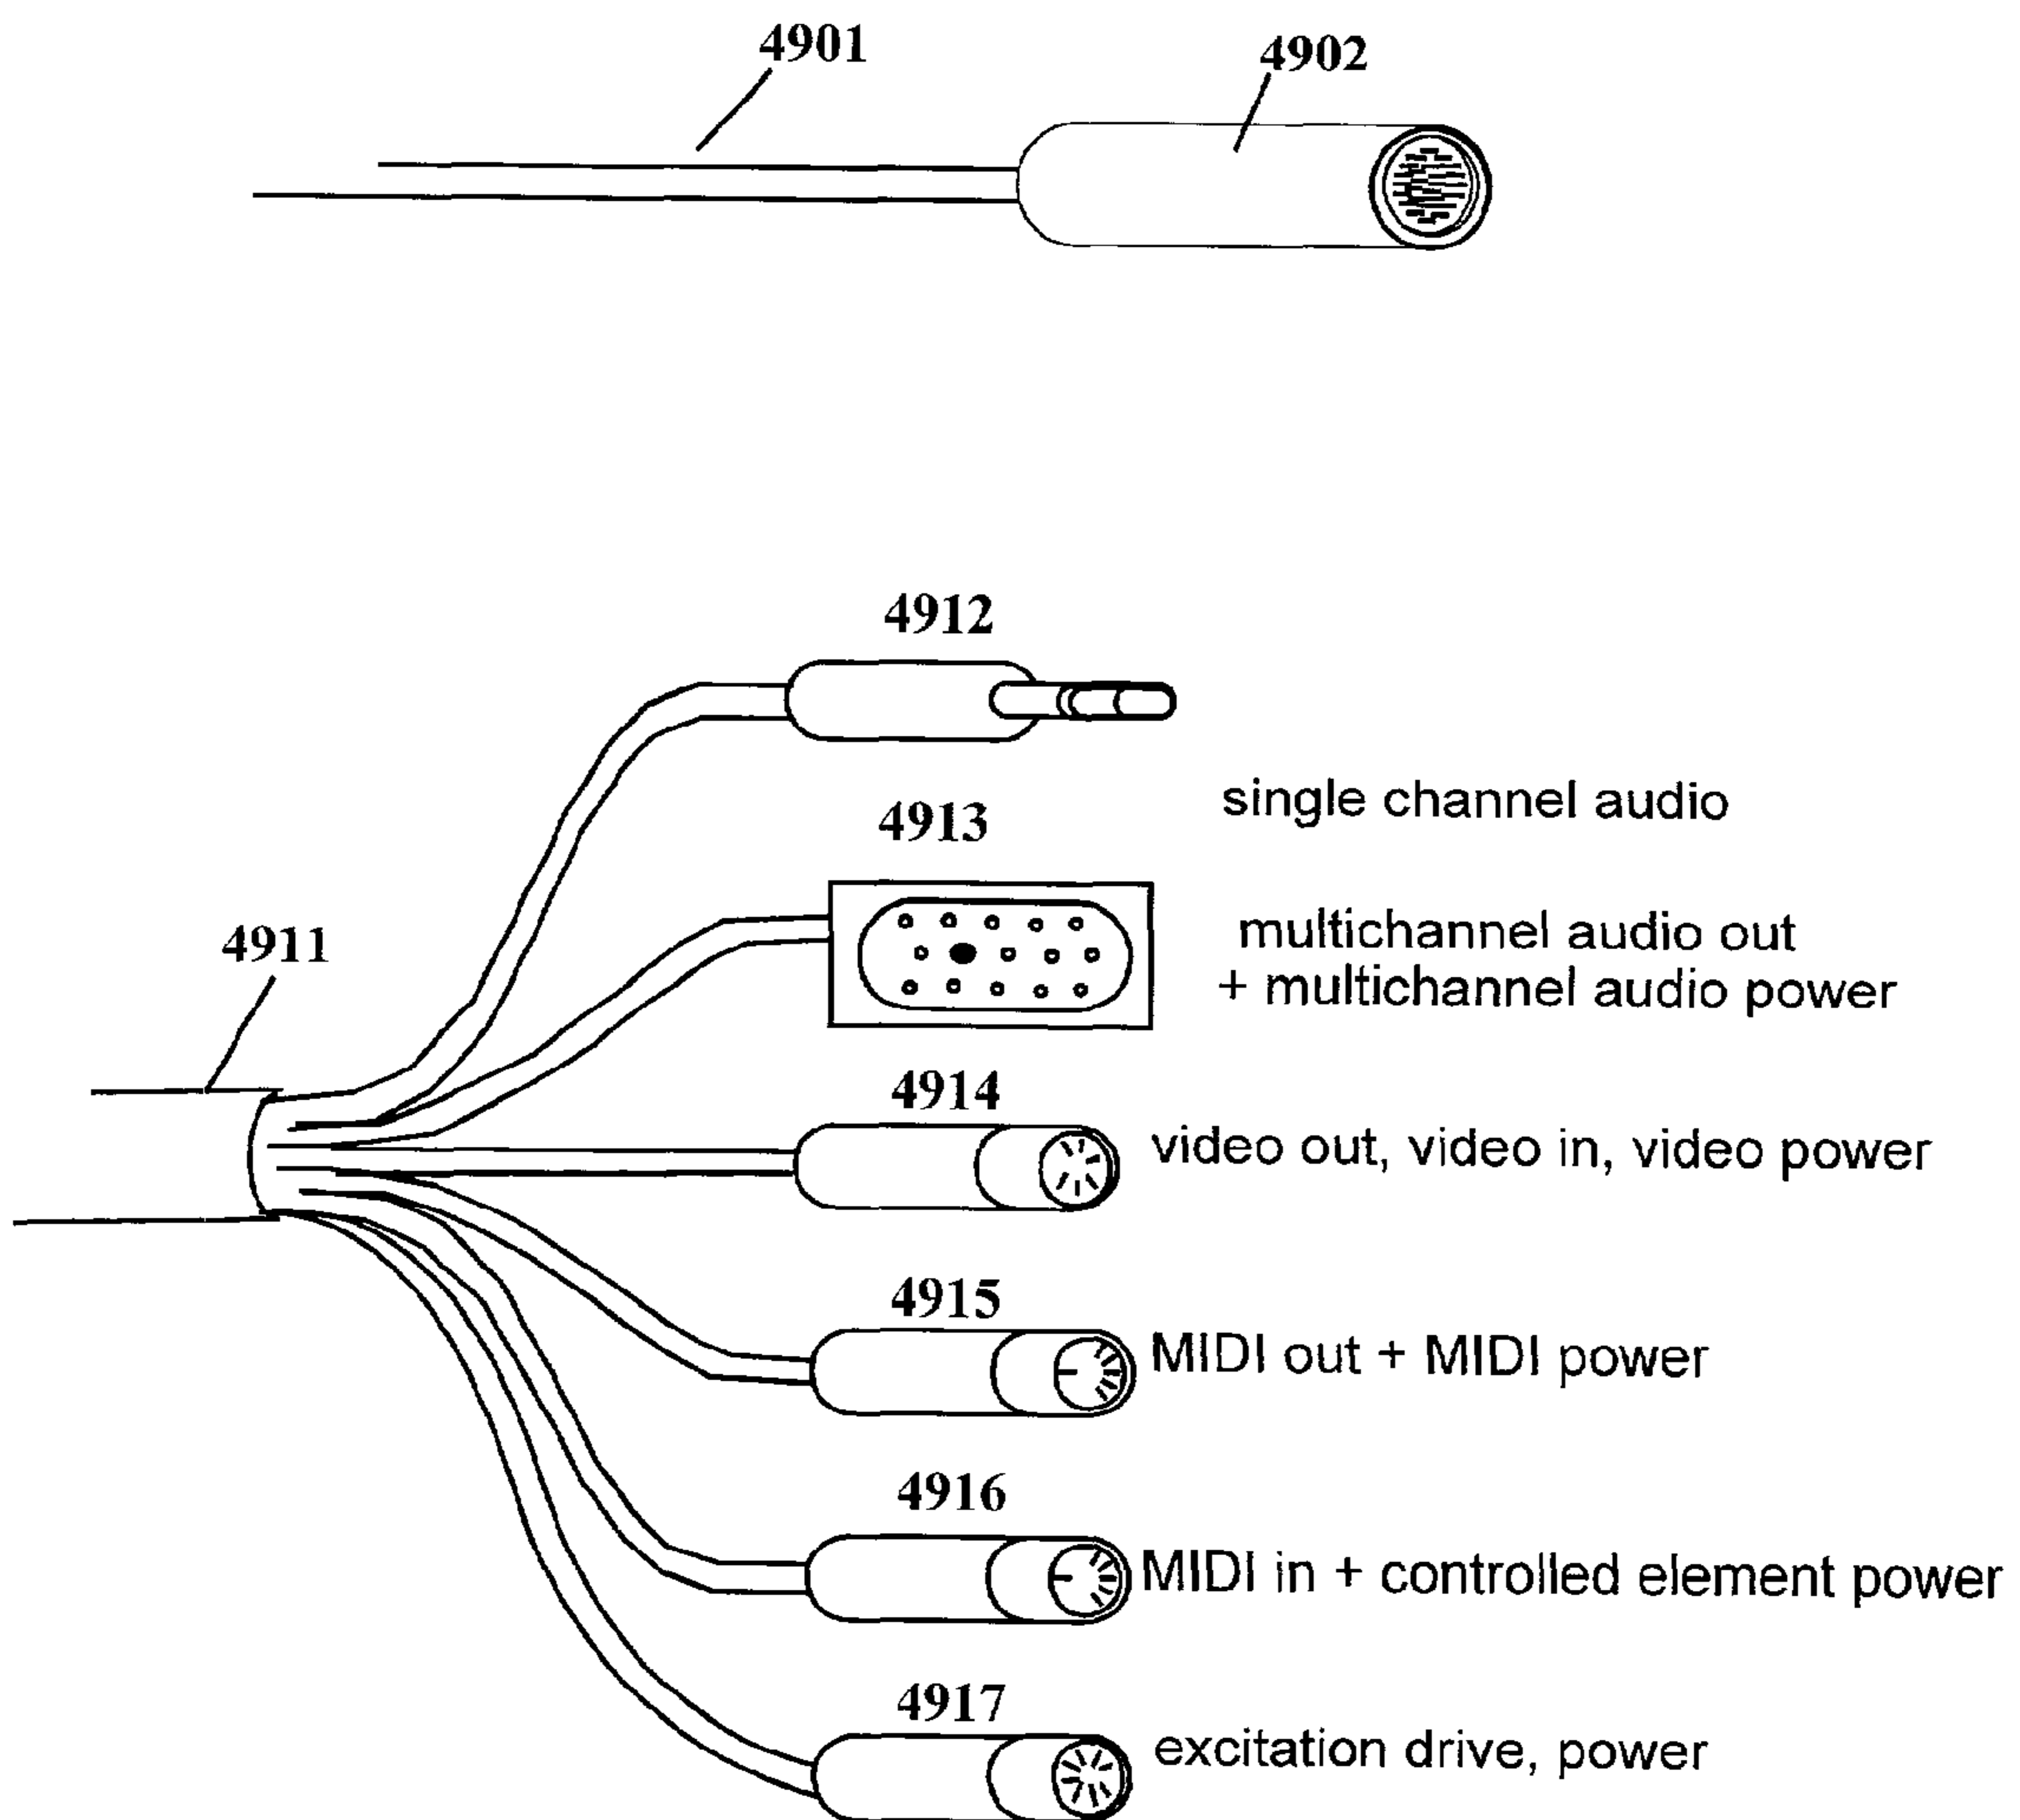 4901
4902
4912
single channel audio
4913
multichannel audio out
+ multichannel audio power
4911
4914
video out, video in, video power
4915
MIDI out + MIDI power
4916
MIDI in + controlled element power
4917
excitation drive, power